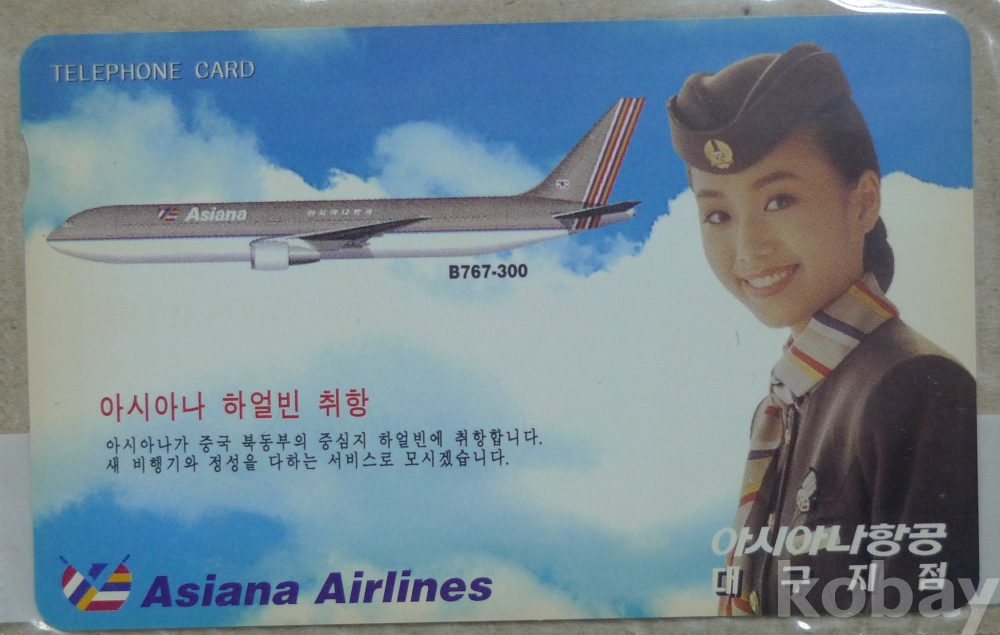 TELEPHONE CARD
Asiana 아시아나항공
B767-300
아시아나 하얼빈 취항
아시아나가 중국 북동부의 중심지 하얼빈에 취항합니다.
새 비행기와 정성을 다하는 서비스로 모시겠습니다.
아시아나항공
대구지점
Asiana Airlines
kobay